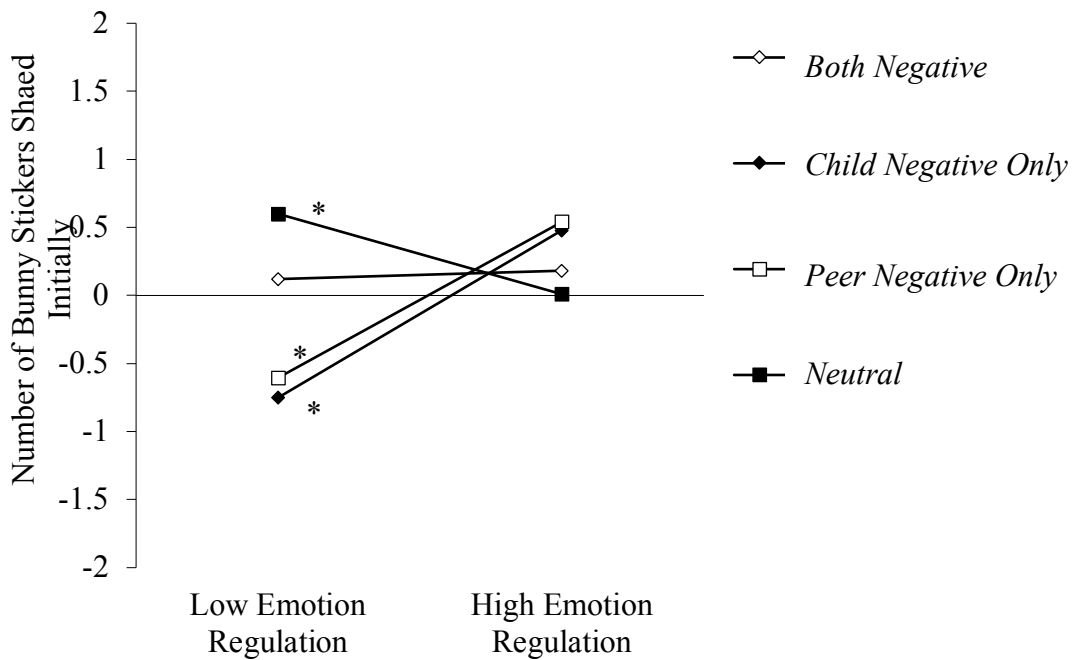 Number of Bunny Stickers Shaed
Initially
2
1.5
1
0.5
0
-0.5
-1
-1.5
-2
*
*
*
Low Emotion
Regulation
High Emotion
Regulation
Both Negative
Child Negative Only
Peer Negative Only
Neutral